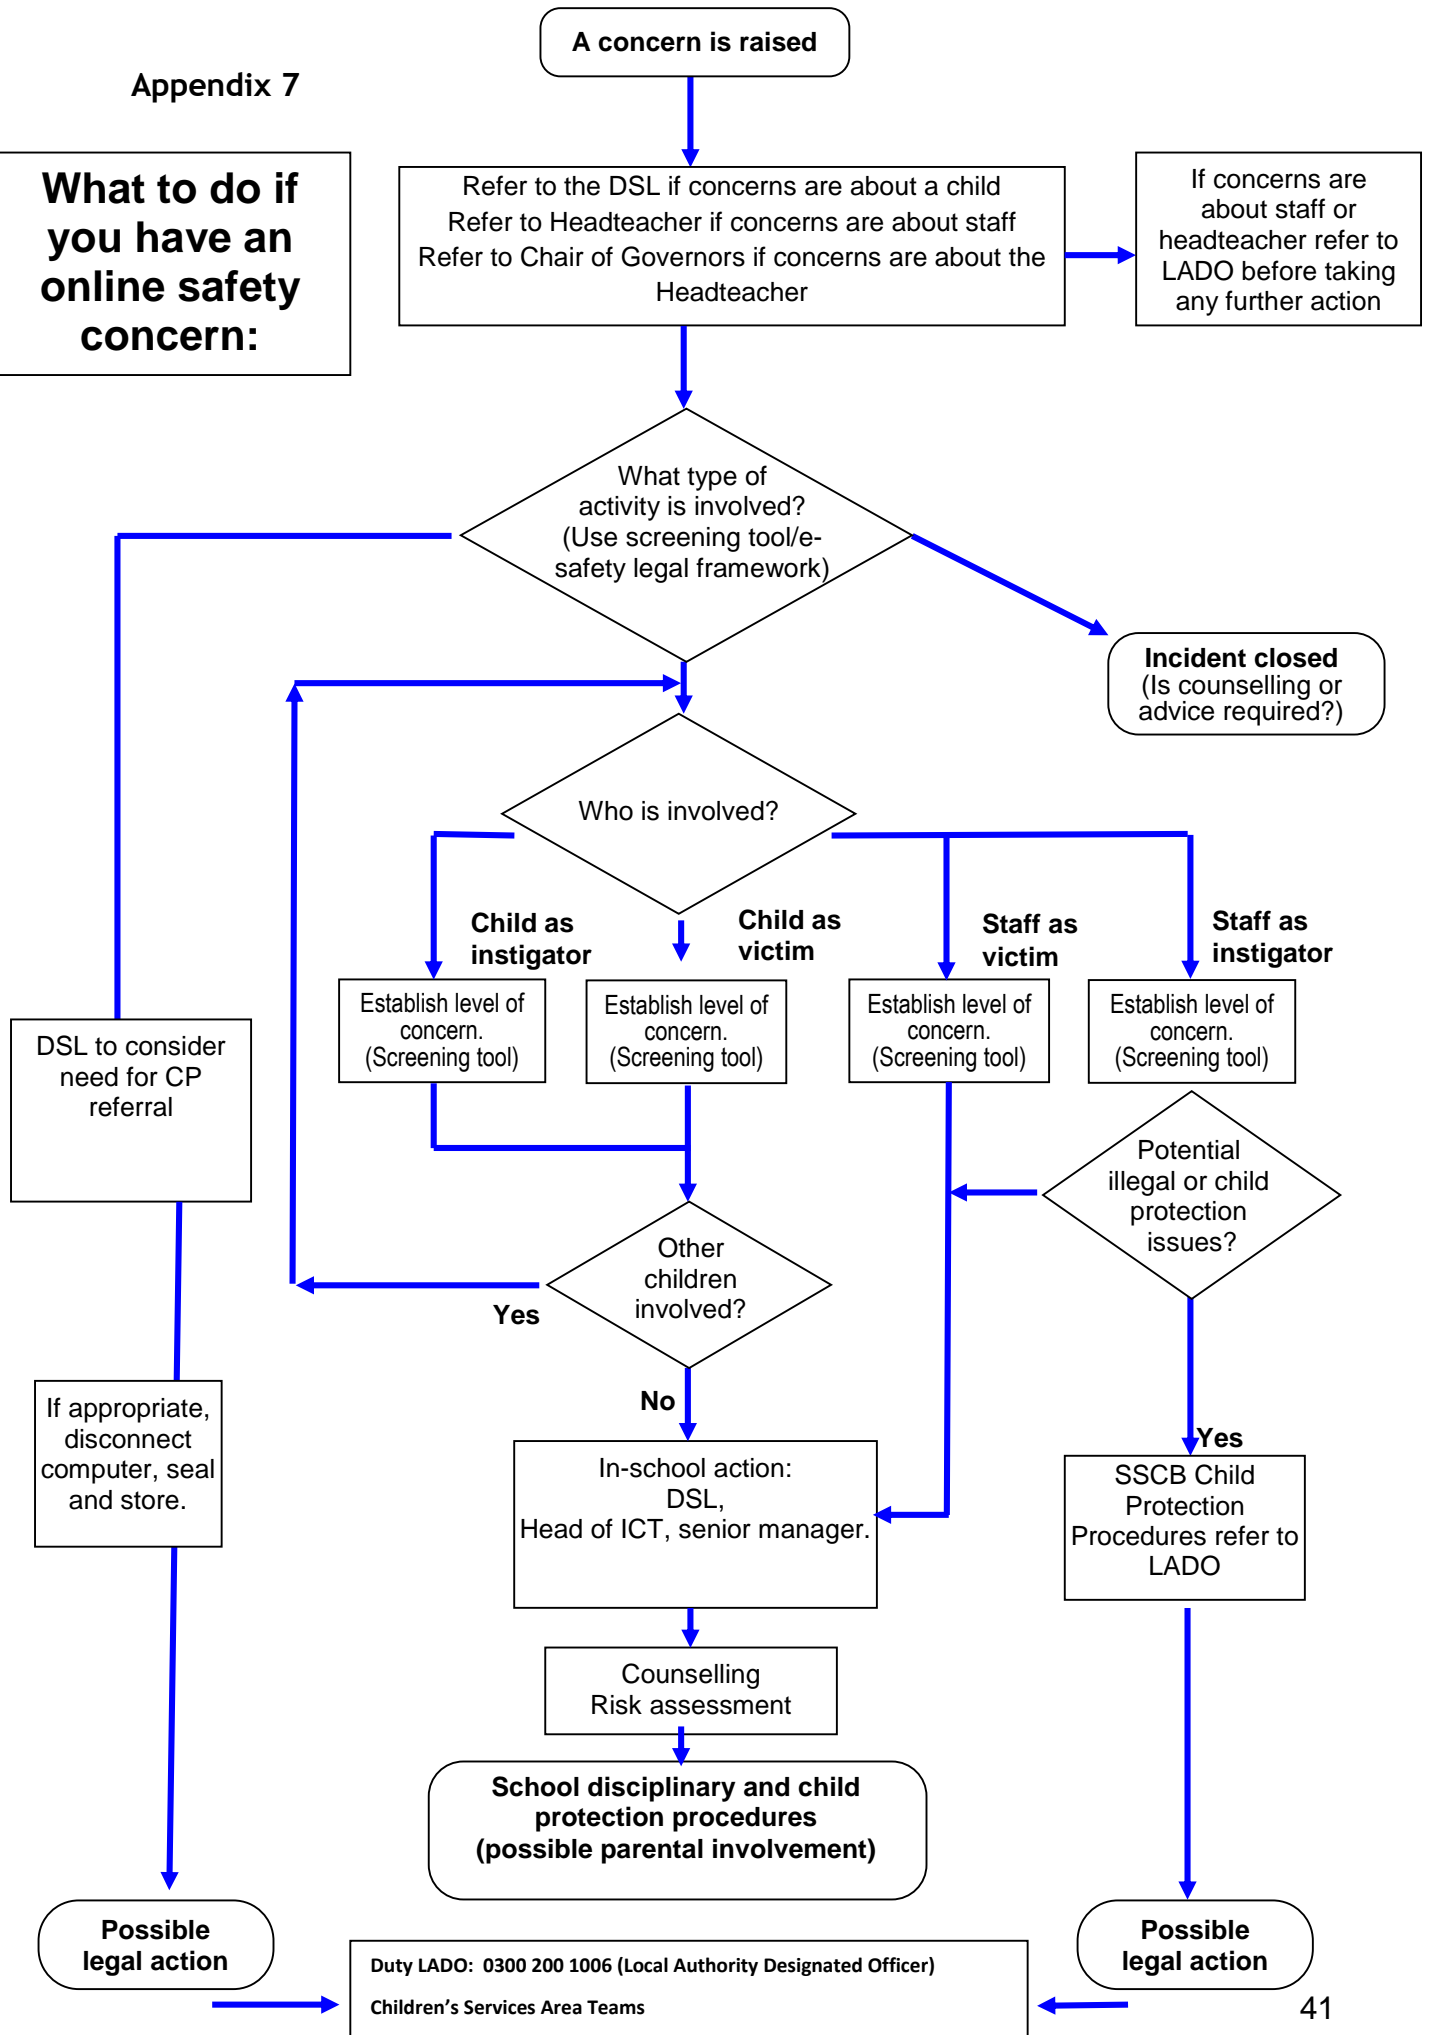 A concern is raised
Appendix 7
What to do if
you have an
online safety
concern:
Refer to the DSL if concerns are about a child
Refer to Headteacher if concerns are about staff
Refer to Chair of Governors if concerns are about the
Headteacher
If concerns are
about staff or
headteacher refer to
LADO before taking
any further action
What type of
activity is involved?
(Use screening tool/e-
safety legal framework)
Incident closed
(Is counselling or
advice required?)
Who is involved?
Child as
instigator
Child as
victim
Staff as
victim
Staff as
instigator
Establish level of
concern.
(Screening tool)
Establish level of
concern.
(Screening tool)
Establish level of
concern.
(Screening tool)
Establish level of
concern.
(Screening tool)
DSL to consider
need for CP
referral
Potential
illegal or child
protection
issues?
Other
children
involved?
Yes
No
Yes
If appropriate,
disconnect
computer, seal
and store.
In-school action:
DSL,
Head of ICT, senior manager.
SSCB Child
Protection
Procedures refer to
LADO
Counselling
Risk assessment
School disciplinary and child
protection procedures
(possible parental involvement)
Possible
legal action
Possible
legal action
Duty LADO: 0300 200 1006 (Local Authority Designated Officer)
Children's Services Area Teams
41